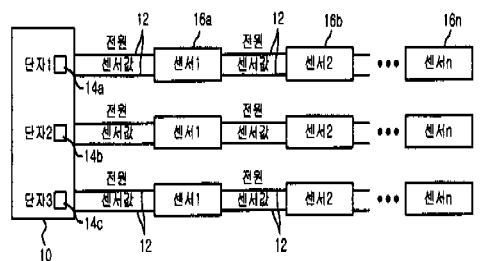 12 16a 12 16b 16n
전원 전원
단자1 센서값 센서1 센서값 센서2 ••• 센서n
14a
전원 전원
단자2 센서값 센서1 센서값 센서2 ••• 센서n
14b
전원 전원
단자3 센서값 센서1 센서값 센서2 ••• 센서n
14c
10 12 12